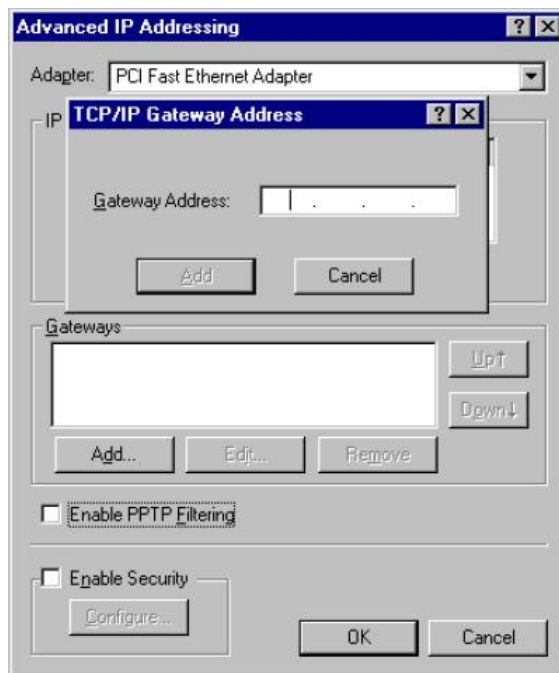 Advanced IP Addressing
Adapter: PCI Fast Ethernet Adapter
IP
TCP/IP Gateway Address
Gateway Address: . . .
Add Cancel
Gateways
Up↑
Down↓
Add... Edit... Remove
Enable PPTP Filtering
Enable Security
Configure...
OK Cancel